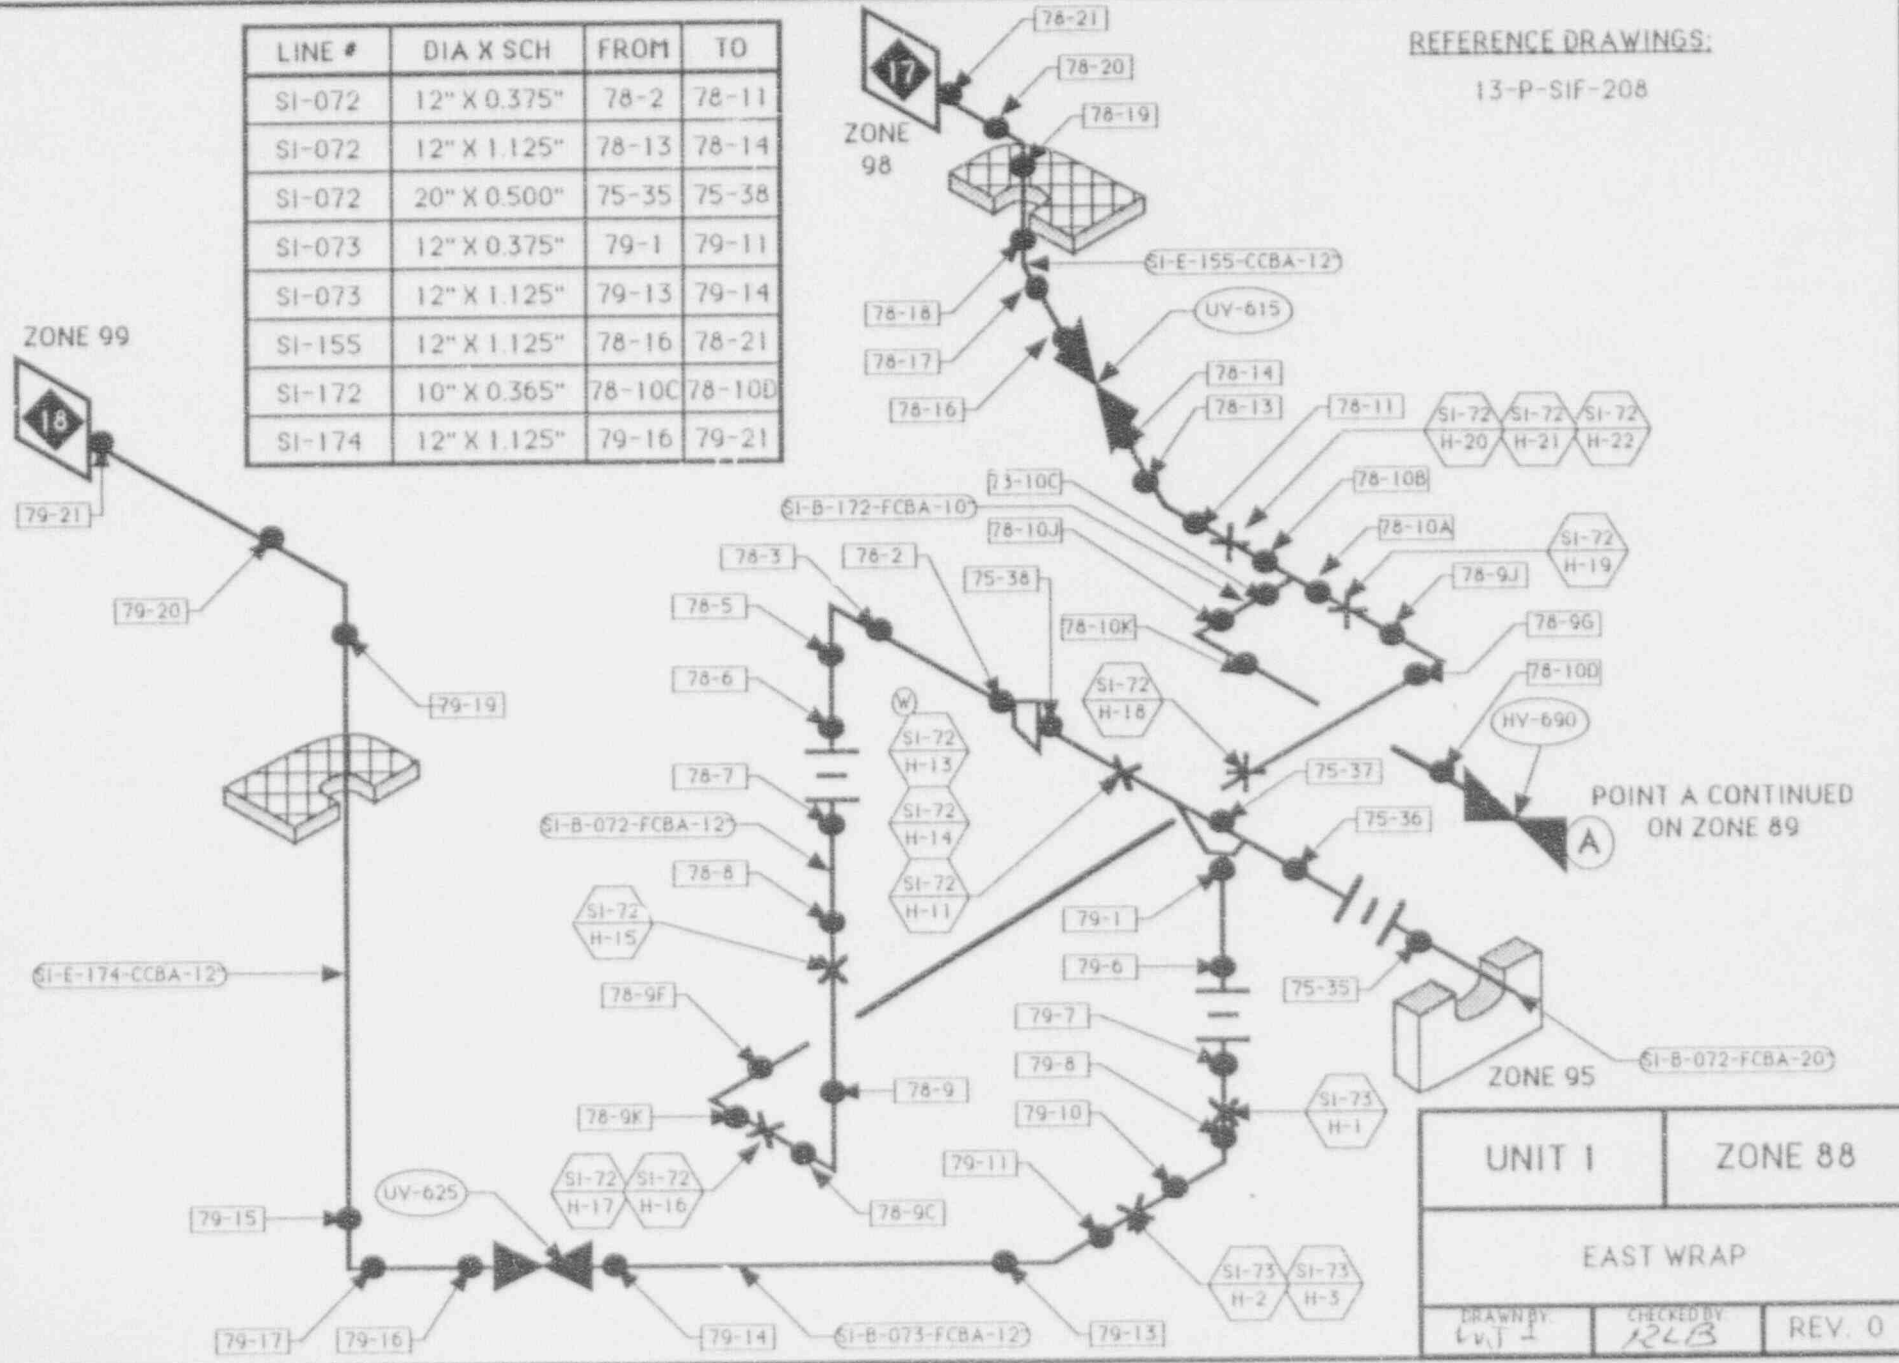 LINE # DIA X SCH FROM TO
SI-072 12" X 0.375" 78-2 78-11
SI-072 12" X 1.125" 78-13 78-14
SI-072 20" X 0.500" 75-35 75-38
SI-073 12" X 0.375" 79-1 79-11
SI-073 12" X 1.125" 79-13 79-14
SI-155 12" X 1.125" 78-16 78-21
SI-172 10" X 0.365" 78-10C 78-10D
SI-174 12" X 1.125" 79-16 79-21
REFERENCE DRAWINGS:
13-P-SIF-208
17
ZONE
98
78-21
78-20
78-19
SI-E-155-CCBA-12"
78-18
UV-615
78-17
78-16
78-14
78-13
78-11
SI-72
H-20
SI-72
H-21
SI-72
H-22
ZONE 99
18
79-21
79-20
79-19
73-10C
78-10B
SI-B-172-FCBA-10"
78-10J
78-10A
SI-72
H-19
78-9J
78-3
78-2
75-38
78-5
78-10K
78-9G
78-6
SI-72
H-18
78-10D
W
SI-72
H-13
SI-72
H-14
SI-72
H-11
HV-690
78-7
75-37
POINT A CONTINUED
ON ZONE 89
A
SI-B-072-FCBA-12"
75-36
78-8
SI-72
H-15
79-1
SI-E-174-CCBA-12"
79-6
75-35
78-9F
79-7
79-8
SI-B-072-FCBA-20"
ZONE 95
78-9
78-9K
79-10
SI-73
H-1
79-11
SI-72
H-17
SI-72
H-16
78-9C
UV-625
79-15
SI-73
H-2
SI-73
H-3
79-17
79-16
79-14
SI-B-073-FCBA-12"
79-13
UNIT 1 ZONE 88
EAST WRAP
DRAWN BY:
CHECKED BY:
RLB
REV. 0